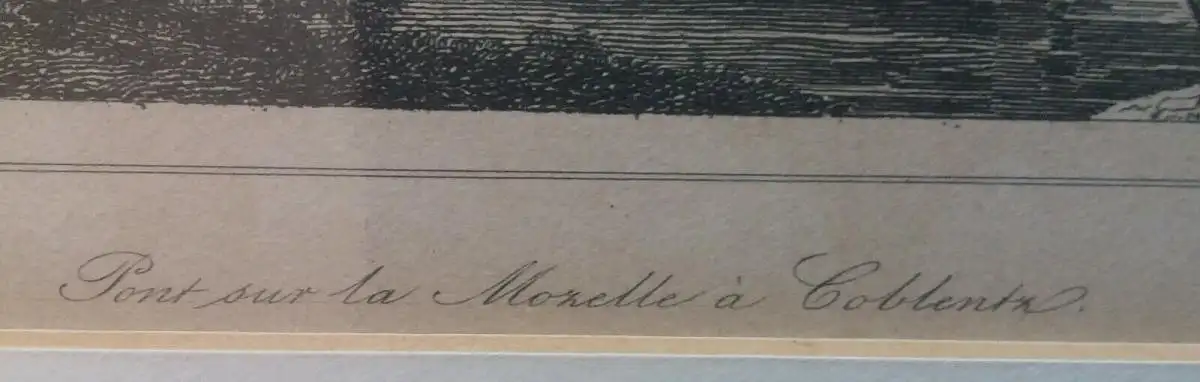 Pont sur la Mozelle à Coblentz.